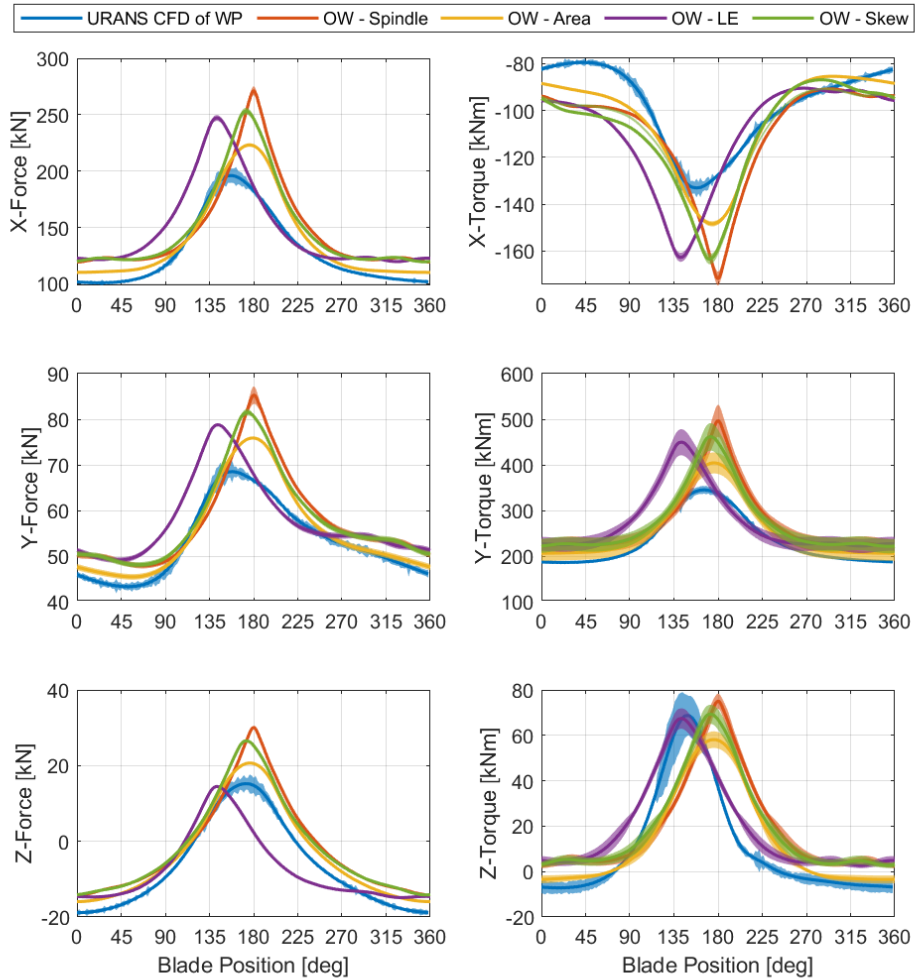 URANS CFD of WP OW - Spindle OW - Area OW - LE OW - Skew
X-Force [kN]
300
250
200
150
100
0 45 90 135 180 225 270 315 360
X-Torque [kNm]
-80
-100
-120
-140
-160
0 45 90 135 180 225 270 315 360
Y-Force [kN]
90
80
70
60
50
40
0 45 90 135 180 225 270 315 360
Y-Torque [kNm]
600
500
400
300
200
100
0 45 90 135 180 225 270 315 360
Z-Force [kN]
40
20
0
-20
0 45 90 135 180 225 270 315 360
Blade Position [deg]
Z-Torque [kNm]
80
60
40
20
0
-20
0 45 90 135 180 225 270 315 360
Blade Position [deg]